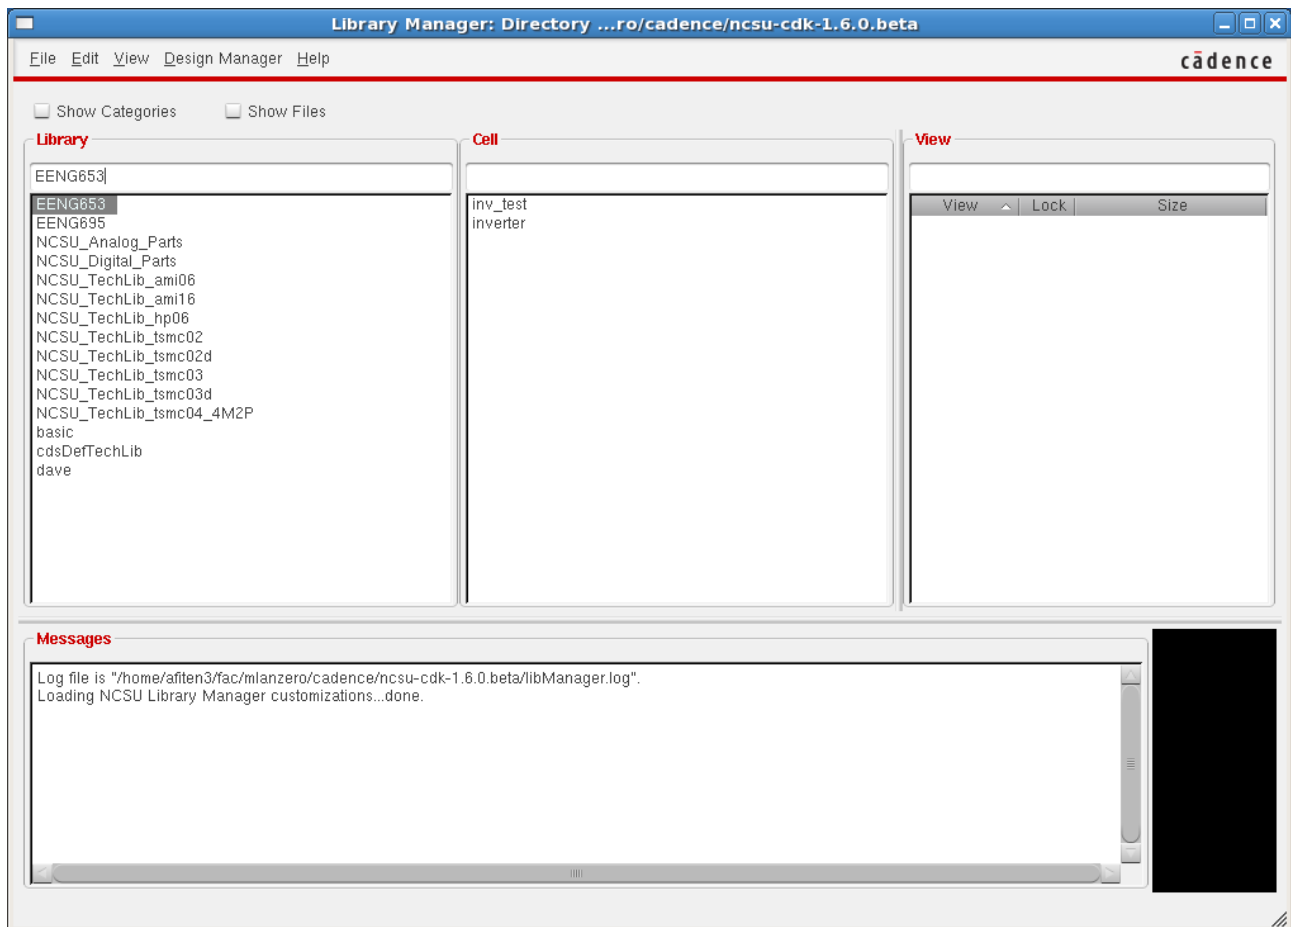 Library Manager: Directory ...ro/cadence/ncsu-cdk-1.6.0.beta
File Edit View Design Manager Help
cādence
Show Categories Show Files
Library
EENG653
EENG653
EENG695
NCSU_Analog_Parts
NCSU_Digital_Parts
NCSU_TechLib_ami06
NCSU_TechLib_ami16
NCSU_TechLib_hp06
NCSU_TechLib_tsmc02
NCSU_TechLib_tsmc02d
NCSU_TechLib_tsmc03
NCSU_TechLib_tsmc03d
NCSU_TechLib_tsmc04_4M2P
basic
cdsDefTechLib
dave
Cell
inv_test
inverter
View
View Lock Size
Messages
Log file is "/home/afiten3/fac/mlanzero/cadence/ncsu-cdk-1.6.0.beta/libManager.log".
Loading NCSU Library Manager customizations...done.